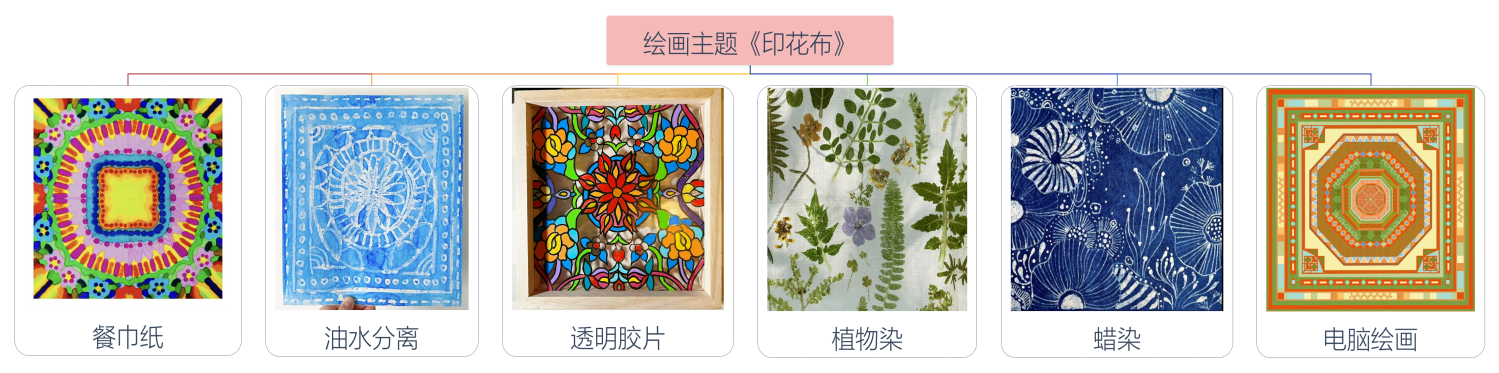 绘画主题《印花布》
餐巾纸
油水分离
透明胶片
植物染
蜡染
电脑绘画